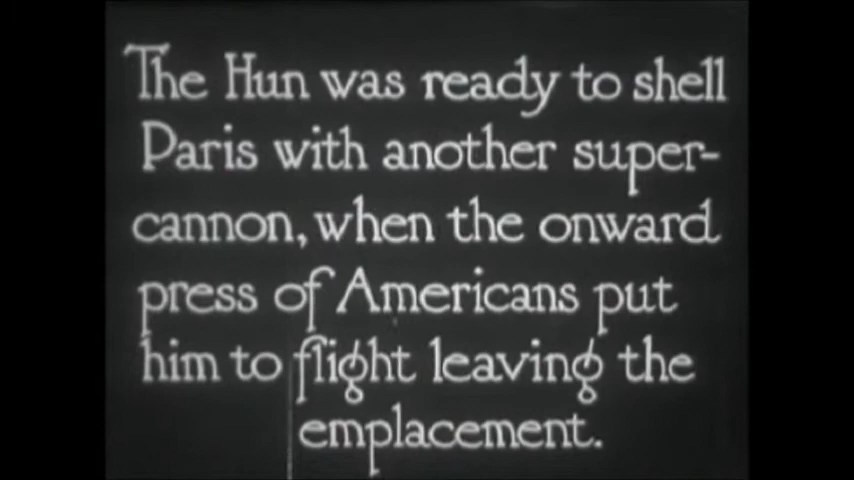 The Hun was ready to shell
Paris with another super-
cannon, when the onward
press of Americans put
him to flight leaving the
emplacement.